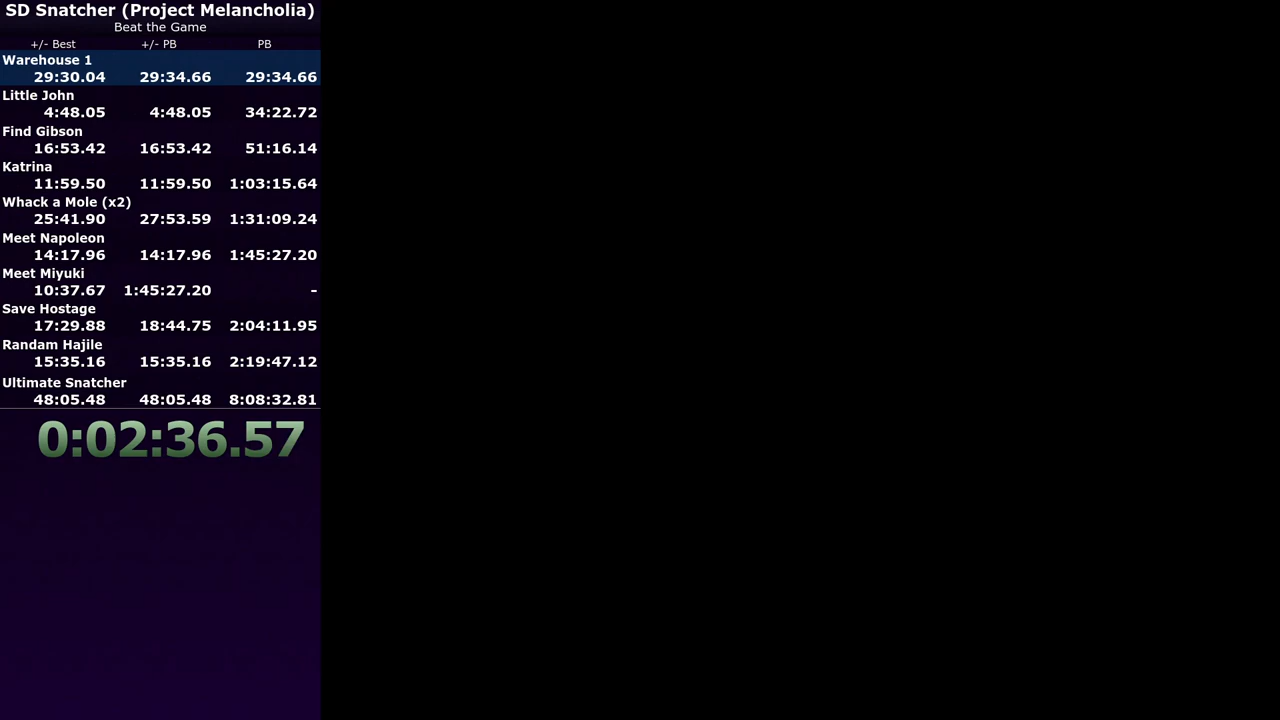 SD Snatcher (Project Melancholia)
Beat the Game
+/- Best +/- PB PB
Warehouse 1
29:30.04 29:34.66 29:34.66
Little John
4:48.05 4:48.05 34:22.72
Find Gibson
16:53.42 16:53.42 51:16.14
Katrina
11:59.50 11:59.50 1:03:15.64
Whack a Mole (x2)
25:41.90 27:53.59 1:31:09.24
Meet Napoleon
14:17.96 14:17.96 1:45:27.20
Meet Miyuki
10:37.67 1:45:27.20 -
Save Hostage
17:29.88 18:44.75 2:04:11.95
Randam Hajile
15:35.16 15:35.16 2:19:47.12
Ultimate Snatcher
48:05.48 48:05.48 8:08:32.81
0:02:36.57